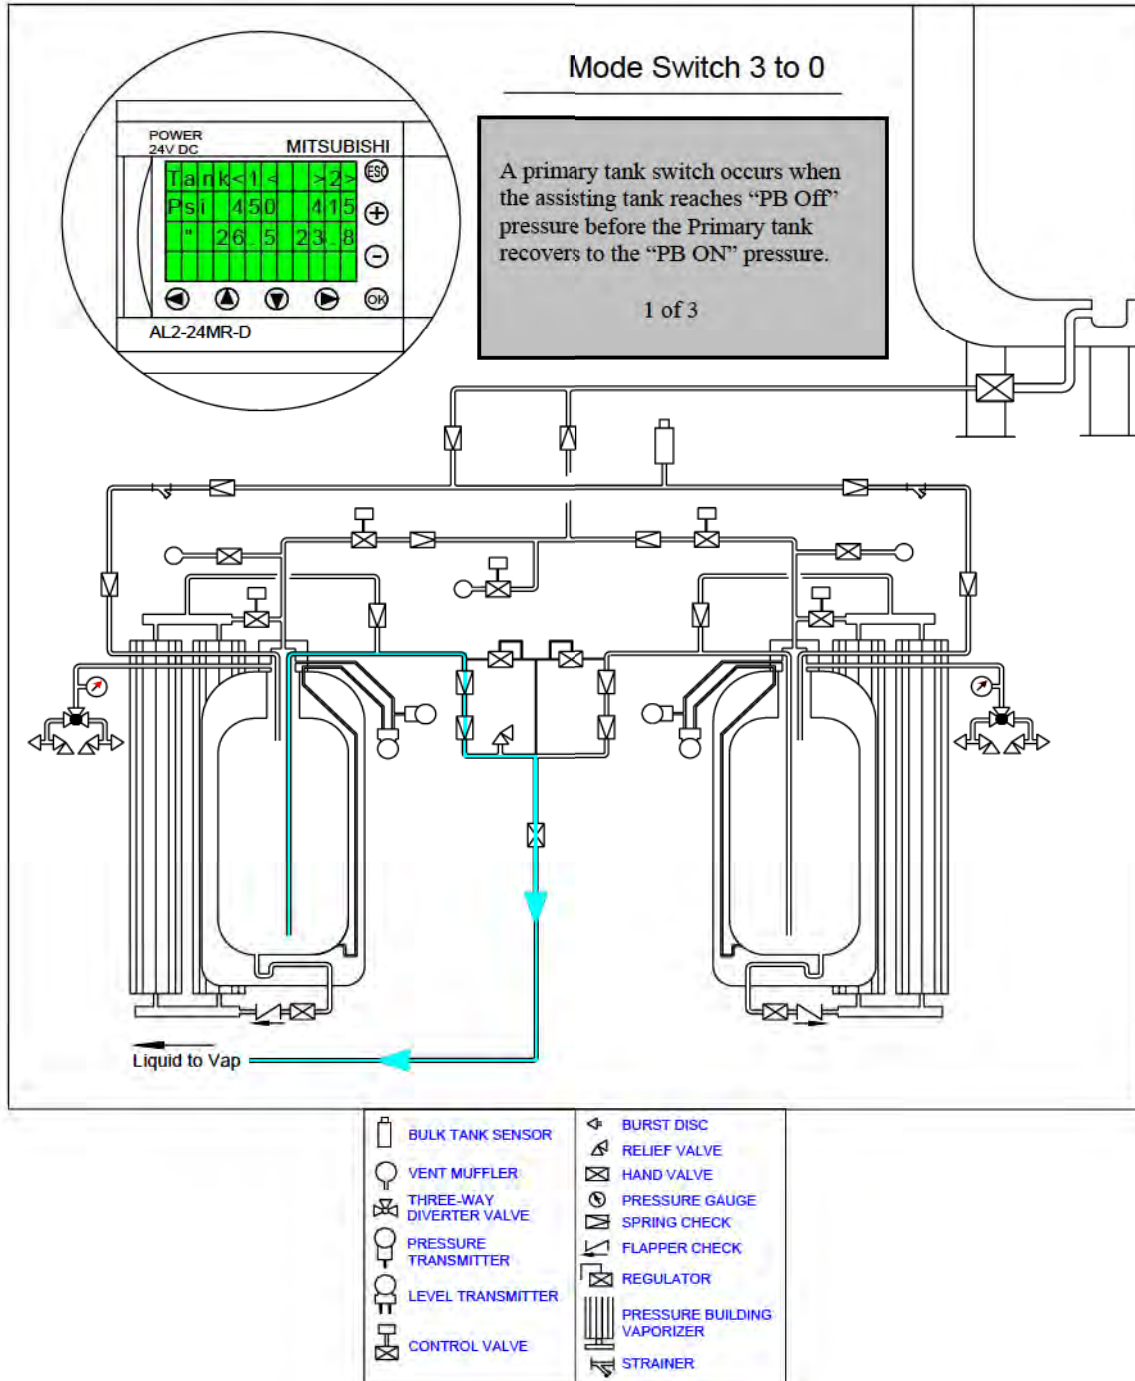 Mode Switch 3 to 0
POWER
24V DC
MITSUBISHI
Tank<1< >2>
Psi 450 415
" 26.5 23.8
ESC
+
-
OK
AL2-24MR-D
A primary tank switch occurs when
the assisting tank reaches “PB Off”
pressure before the Primary tank
recovers to the “PB ON” pressure.
1 of 3
Liquid to Vap
BULK TANK SENSOR
VENT MUFFLER
THREE-WAY
DIVERTER VALVE
PRESSURE
TRANSMITTER
LEVEL TRANSMITTER
CONTROL VALVE
BURST DISC
RELIEF VALVE
HAND VALVE
PRESSURE GAUGE
SPRING CHECK
FLAPPER CHECK
REGULATOR
PRESSURE BUILDING
VAPORIZER
STRAINER